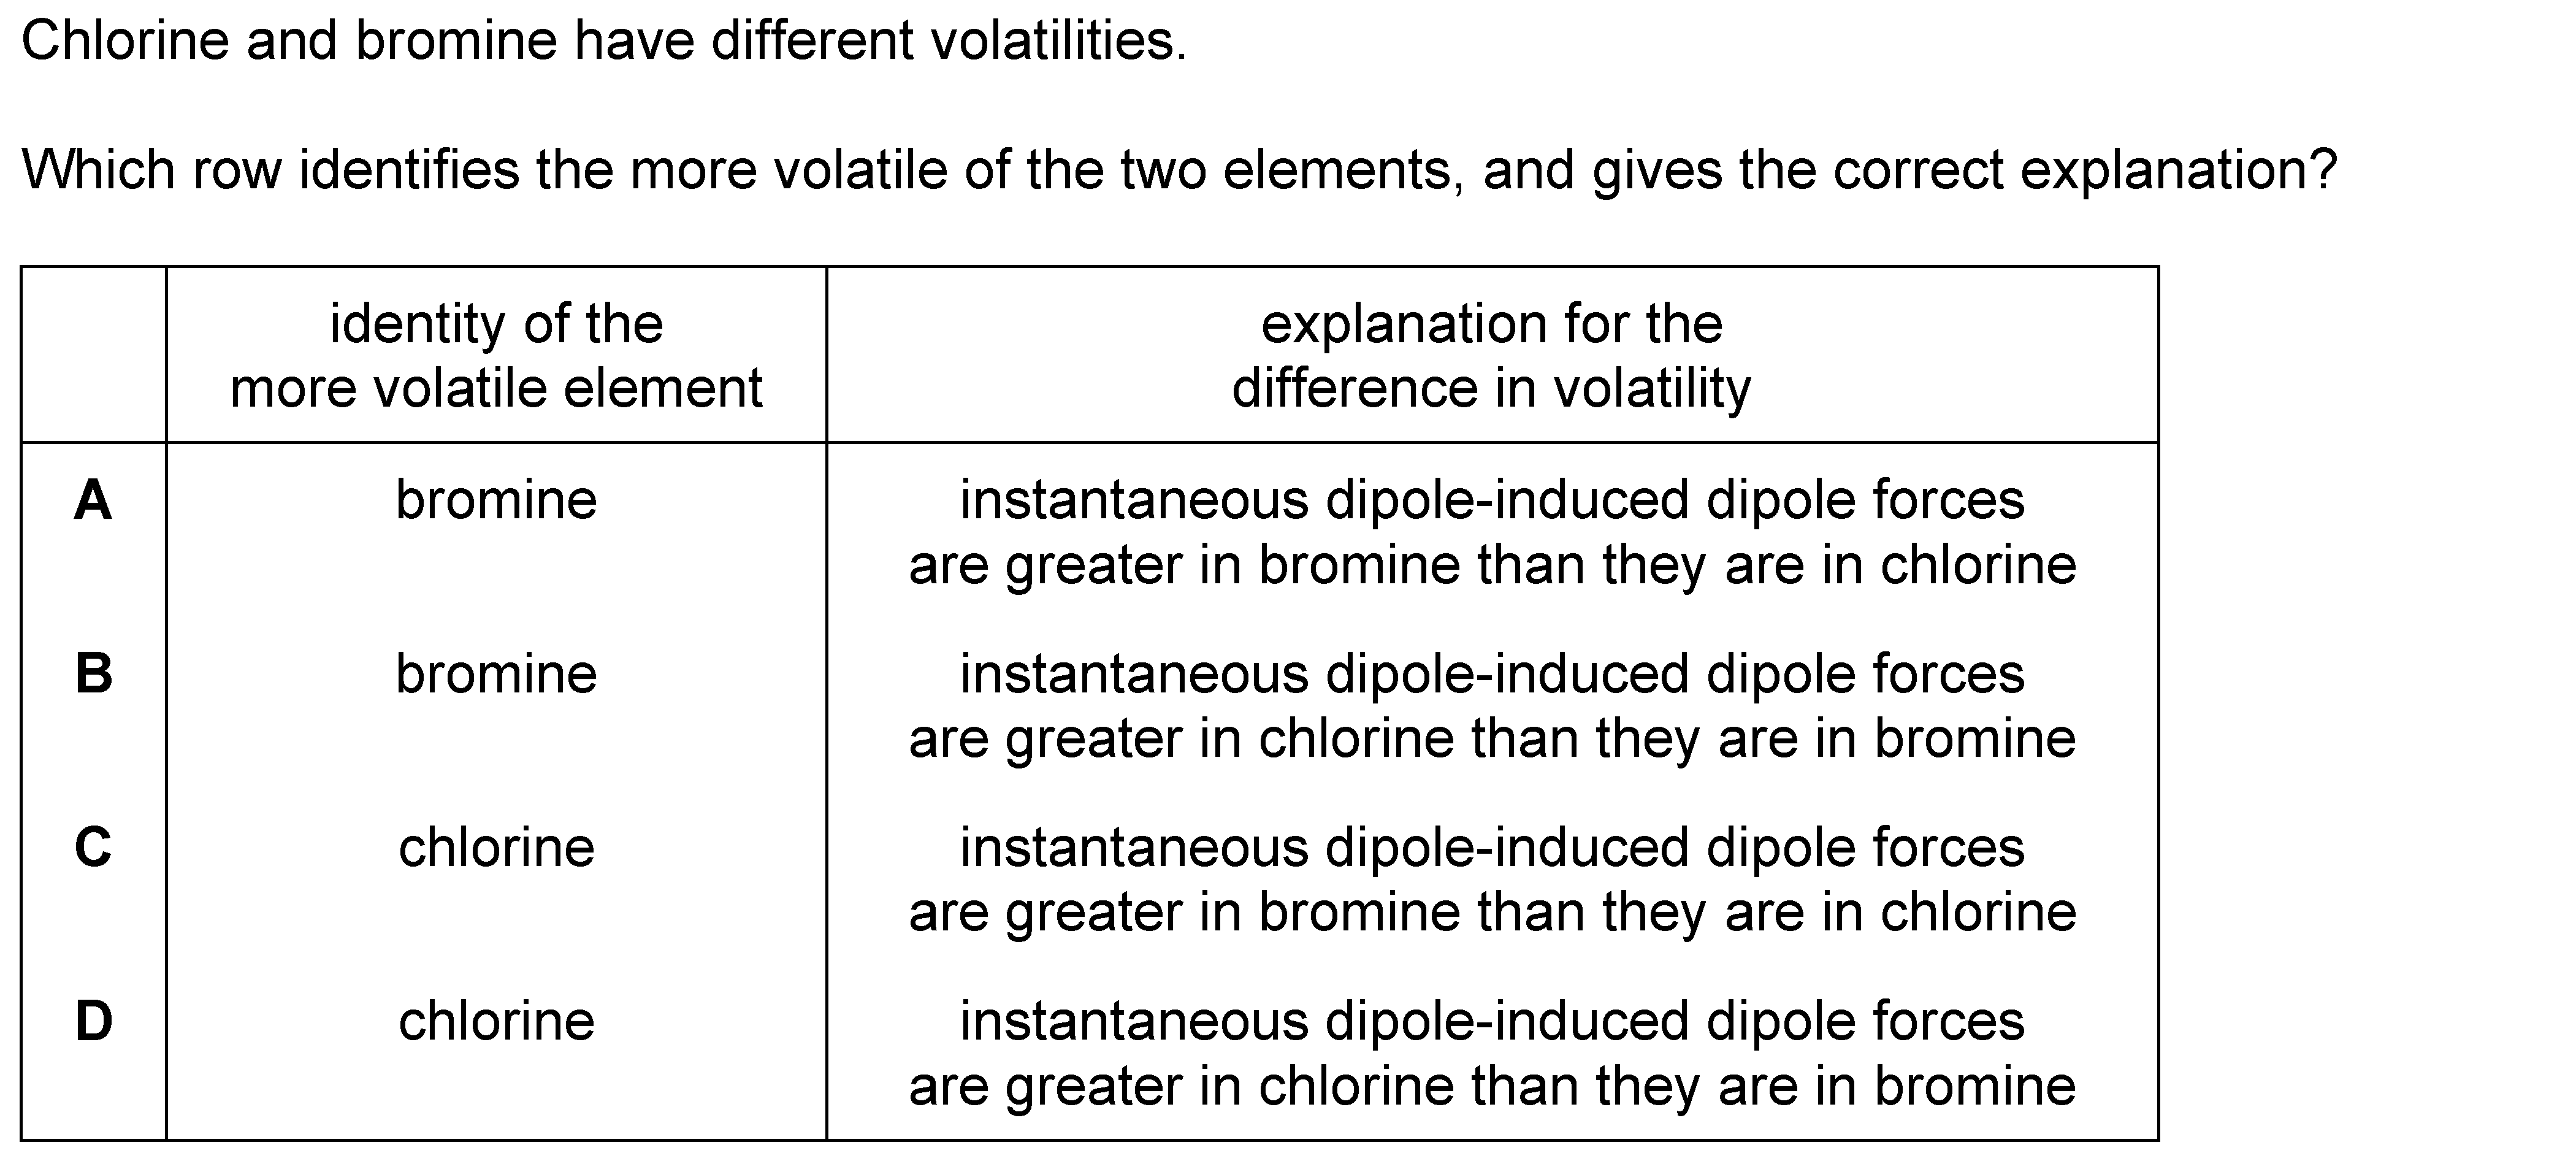 Chlorine and bromine have different volatilities.
Which row identifies the more volatile of the two elements, and gives the correct explanation?
identity of the
more volatile element
explanation for the
difference in volatility
A
bromine
instantaneous dipole-induced dipole forces
are greater in bromine than they are in chlorine
B
bromine
instantaneous dipole-induced dipole forces
are greater in chlorine than they are in bromine
C
chlorine
instantaneous dipole-induced dipole forces
are greater in bromine than they are in chlorine
D
chlorine
instantaneous dipole-induced dipole forces
are greater in chlorine than they are in bromine